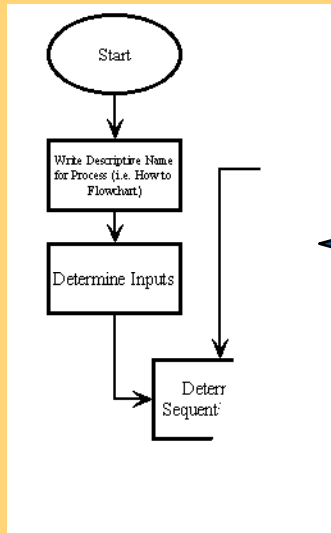 Start
Write Descriptive Name
for Process (i.e. How to
Flowchart)
Determine Inputs